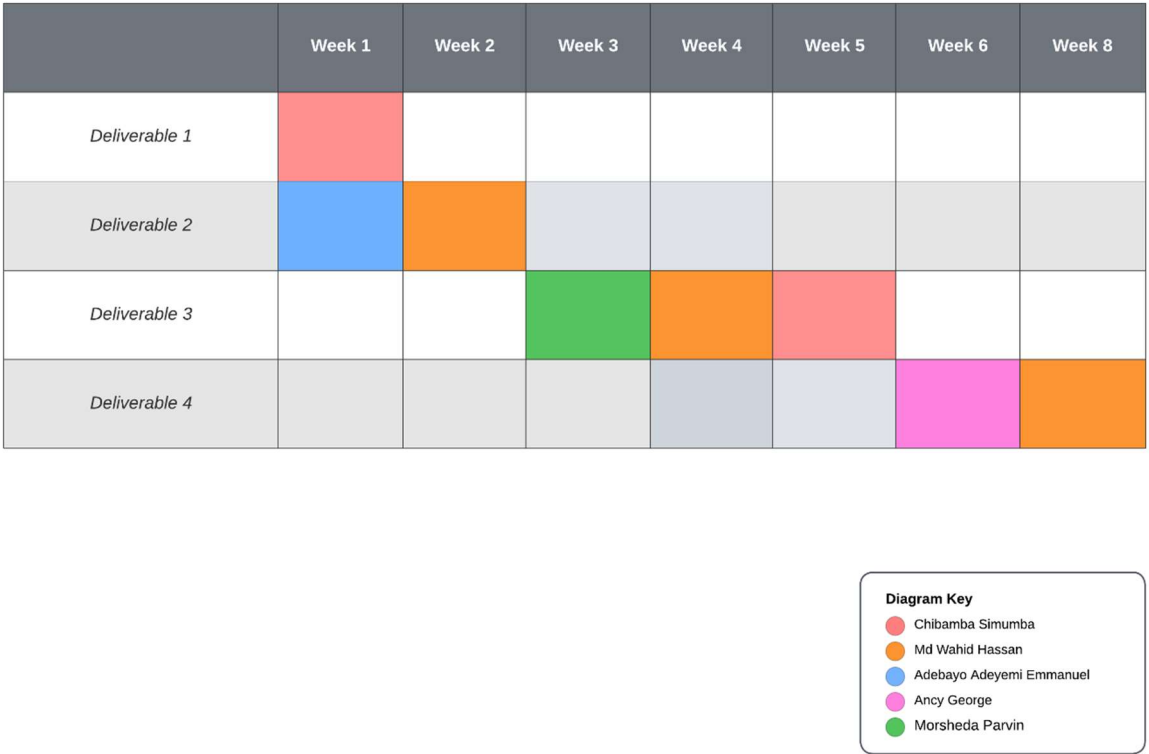 Week 1 Week 2 Week 3 Week 4 Week 5 Week 6 Week 8
Deliverable 1
Deliverable 2
Deliverable 3
Deliverable 4
Diagram Key
Chibamba Simumba
Md Wahid Hassan
Adebayo Adeyemi Emmanuel
Ancy George
Morsheda Parvin